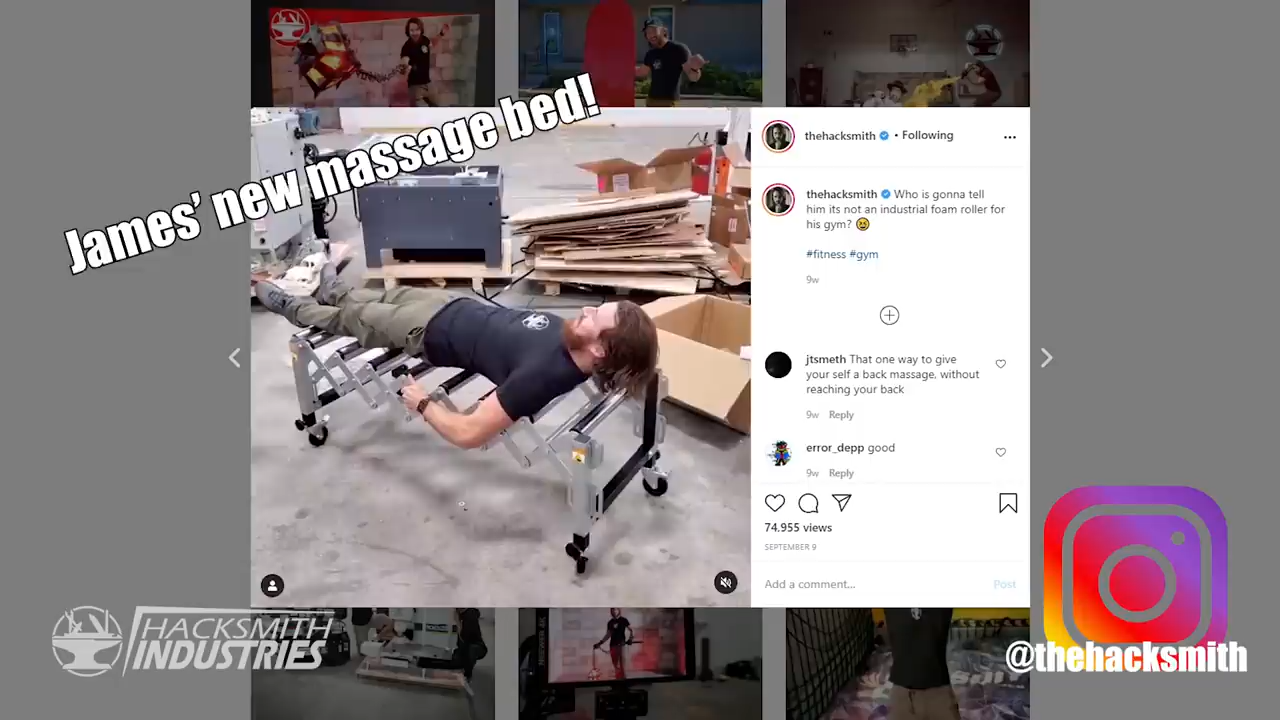 James' new massage bed!
thehacksmith • Following
thehacksmith Who is gonna tell
him its not an industrial foam roller for
his gym? 😆
#fitness #gym
9w
jtsmeth That one way to give
your self a back massage, without
reaching your back
9w Reply
error_depp good
9w Reply
74.955 views
SEPTEMBER 9
Add a comment... Post
HACKSMITH
INDUSTRIES
@thehacksmith